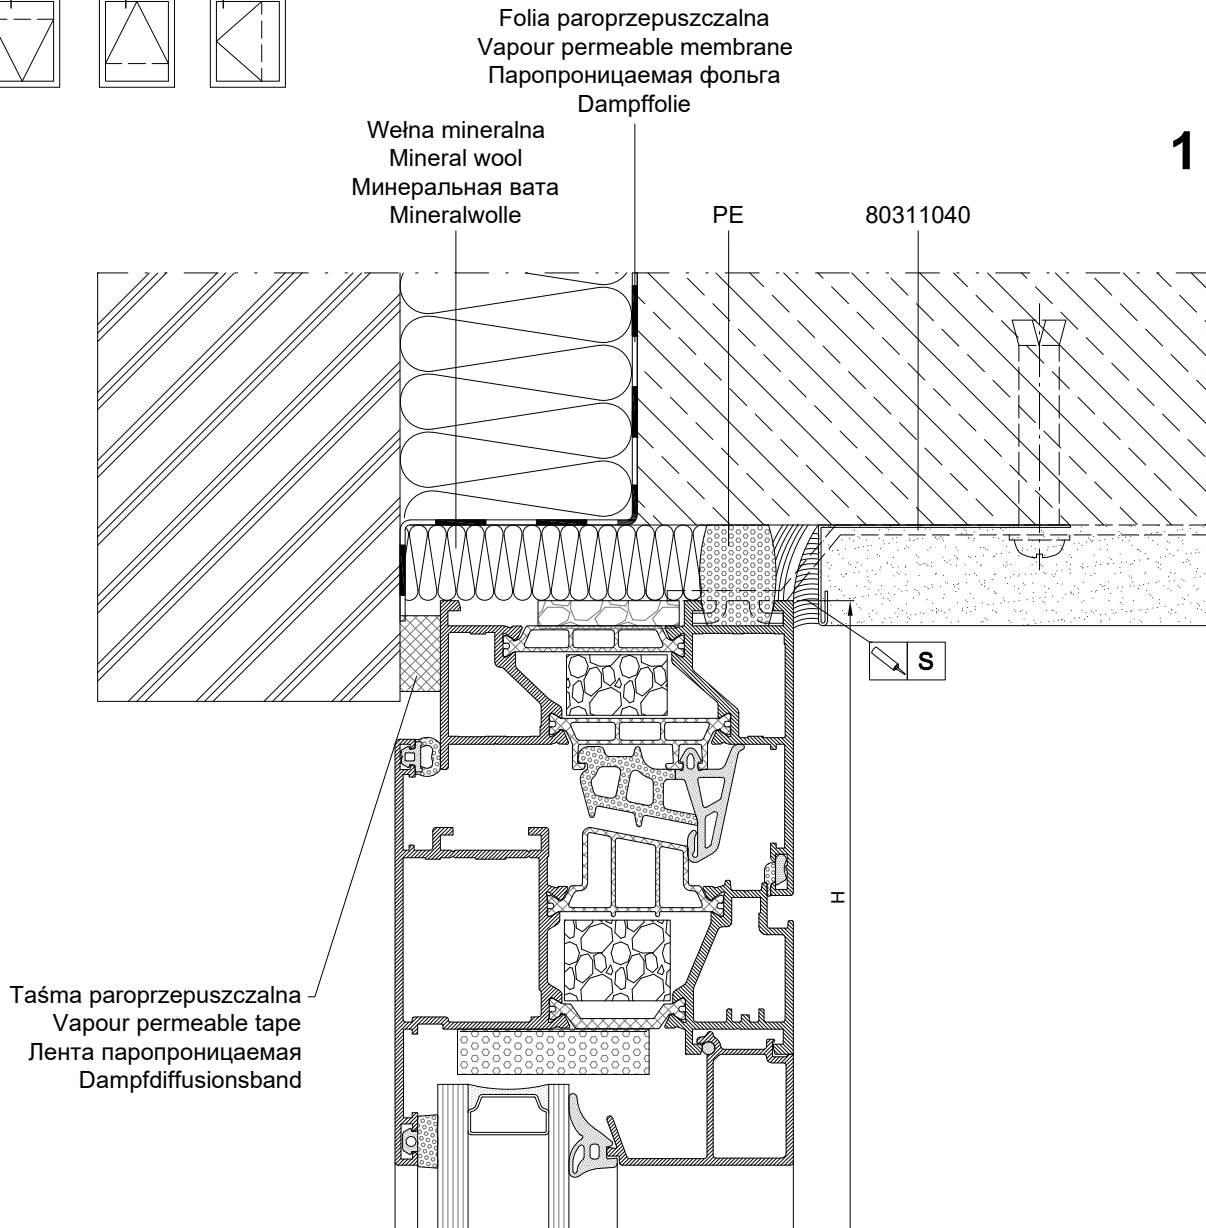 Folia paroprzepuszczalna
Vapour permeable membrane
Паропроницаемая фольга
Dampffolie
1
Wełna mineralna
Mineral wool
Минеральная вата
Mineralwolle
PE
80311040
S
H
Taśma paroprzepuszczalna
Vapour permeable tape
Лента паропроницаемая
Dampfdiffusionsband